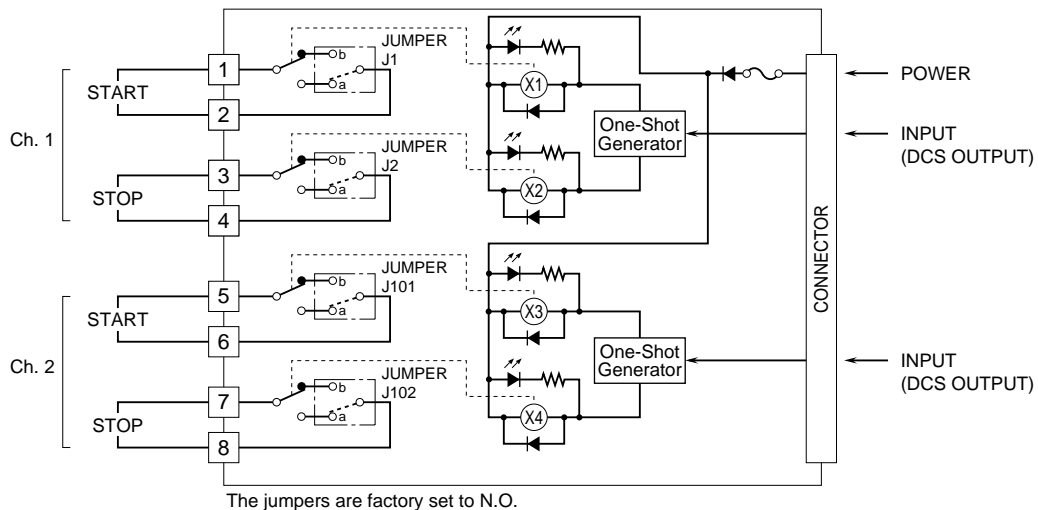 Ch. 1
START
STOP
1
2
3
4
b
a
JUMPER
J1
b
a
JUMPER
J2
X1
X2
One-Shot
Generator
POWER
INPUT
(DCS OUTPUT)
CONNECTOR
Ch. 2
START
STOP
5
6
7
8
b
a
JUMPER
J101
b
a
JUMPER
J102
X3
X4
One-Shot
Generator
INPUT
(DCS OUTPUT)
The jumpers are factory set to N.O.